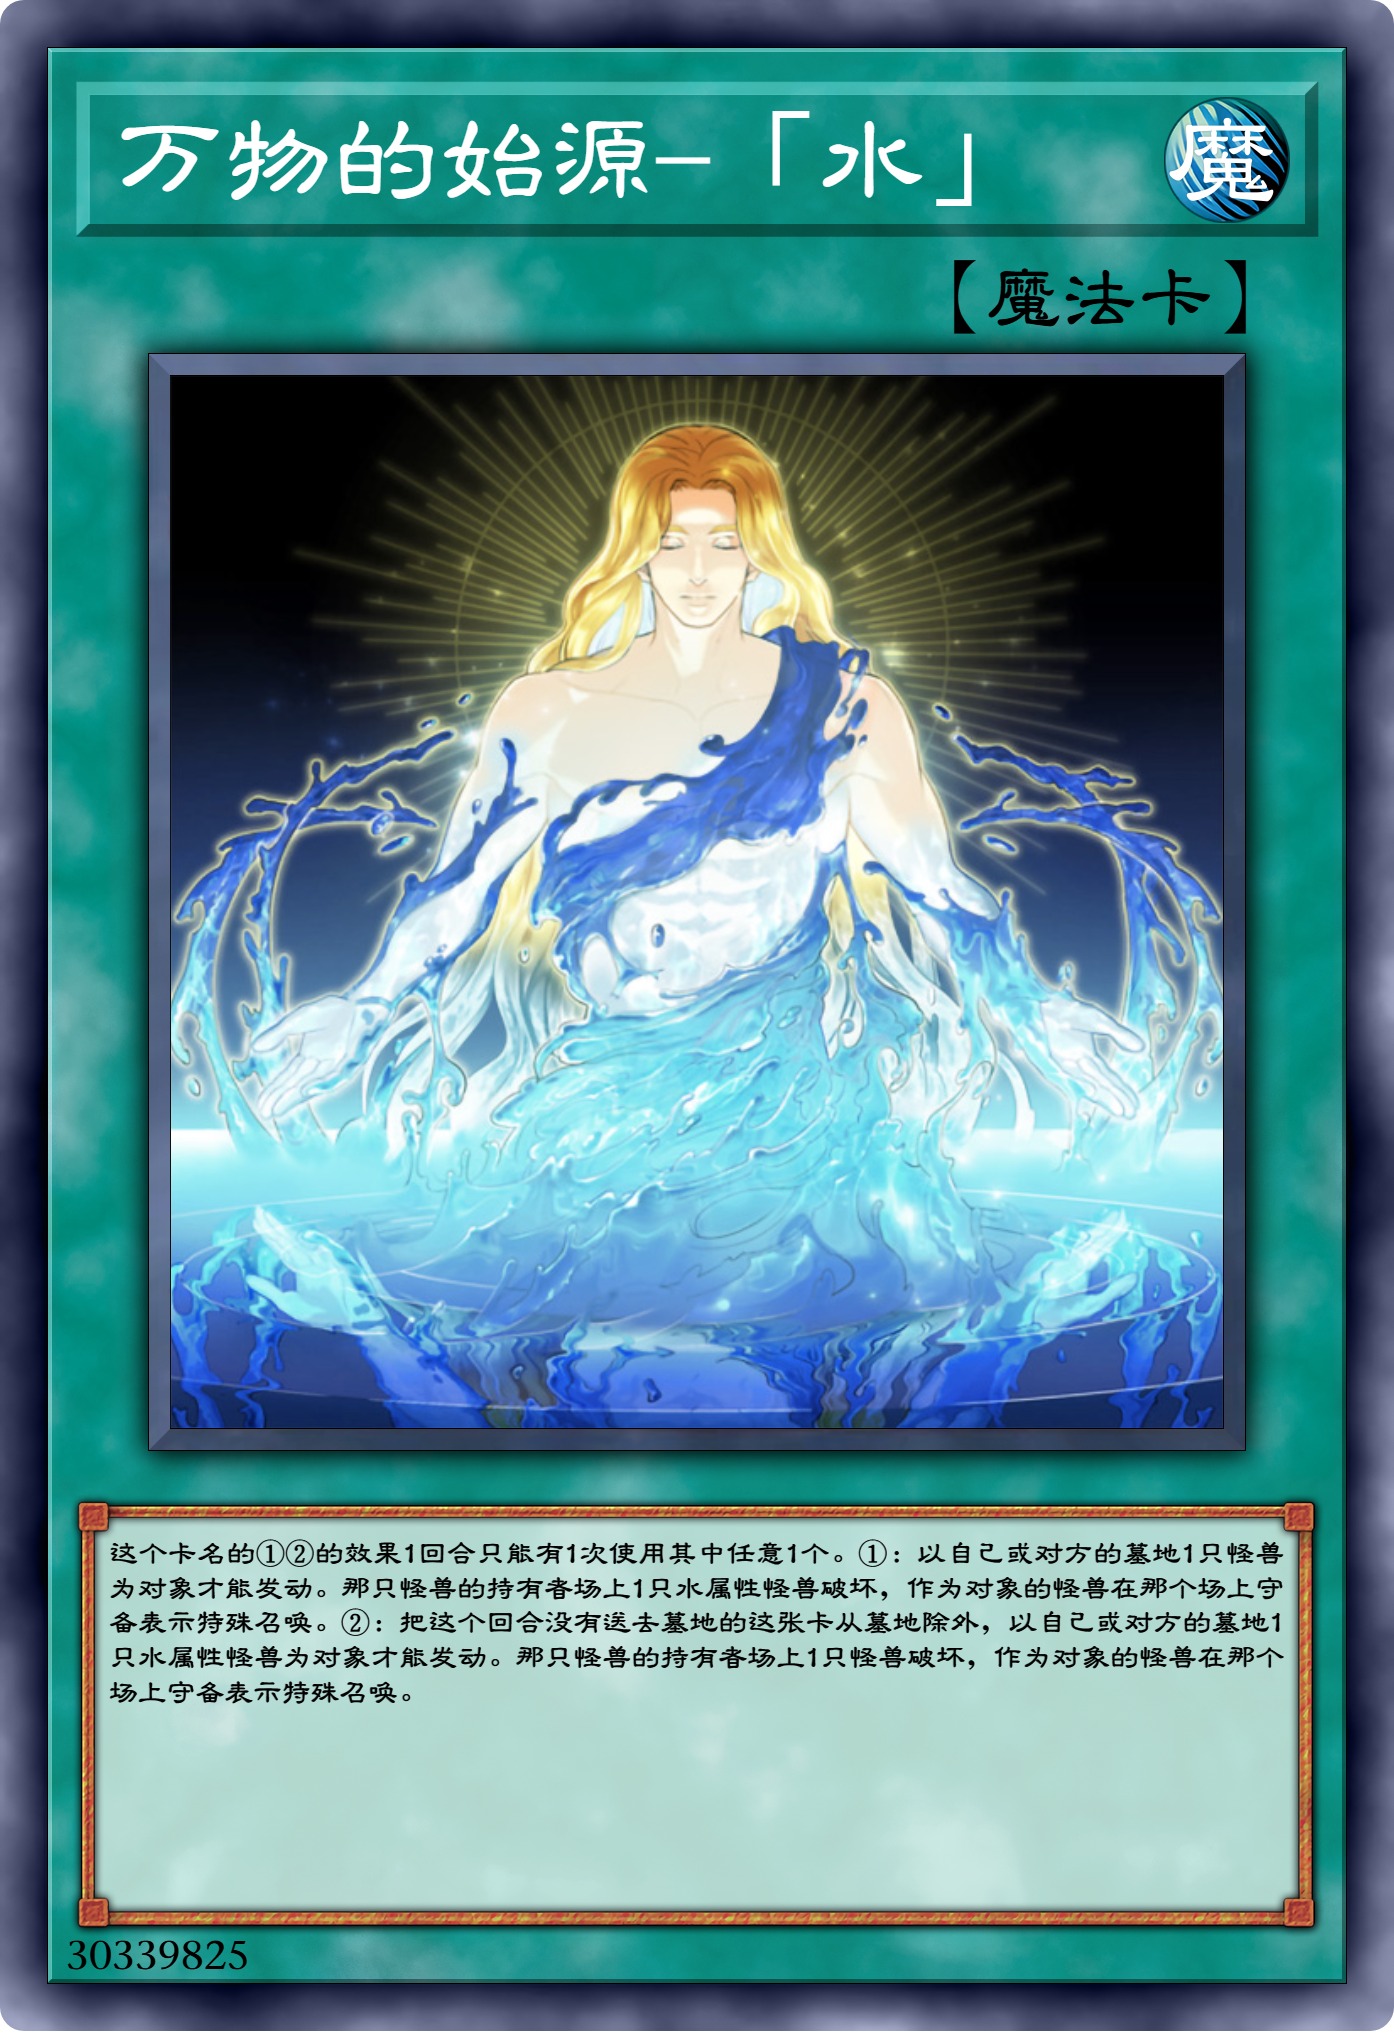 万物的始源-「水」
魔
【魔法卡】
这个卡名的①②的效果1回合只能有1次使用其中任意1个。①：以自己或对方的墓地1只怪兽
为对象才能发动。那只怪兽的持有者场上1只水属性怪兽破坏，作为对象的怪兽在那个场上守
备表示特殊召唤。②：把这个回合没有送去墓地的这张卡从墓地除外，以自己或对方的墓地1
只水属性怪兽为对象才能发动。那只怪兽的持有者场上1只怪兽破坏，作为对象的怪兽在那个
场上守备表示特殊召唤。
30339825